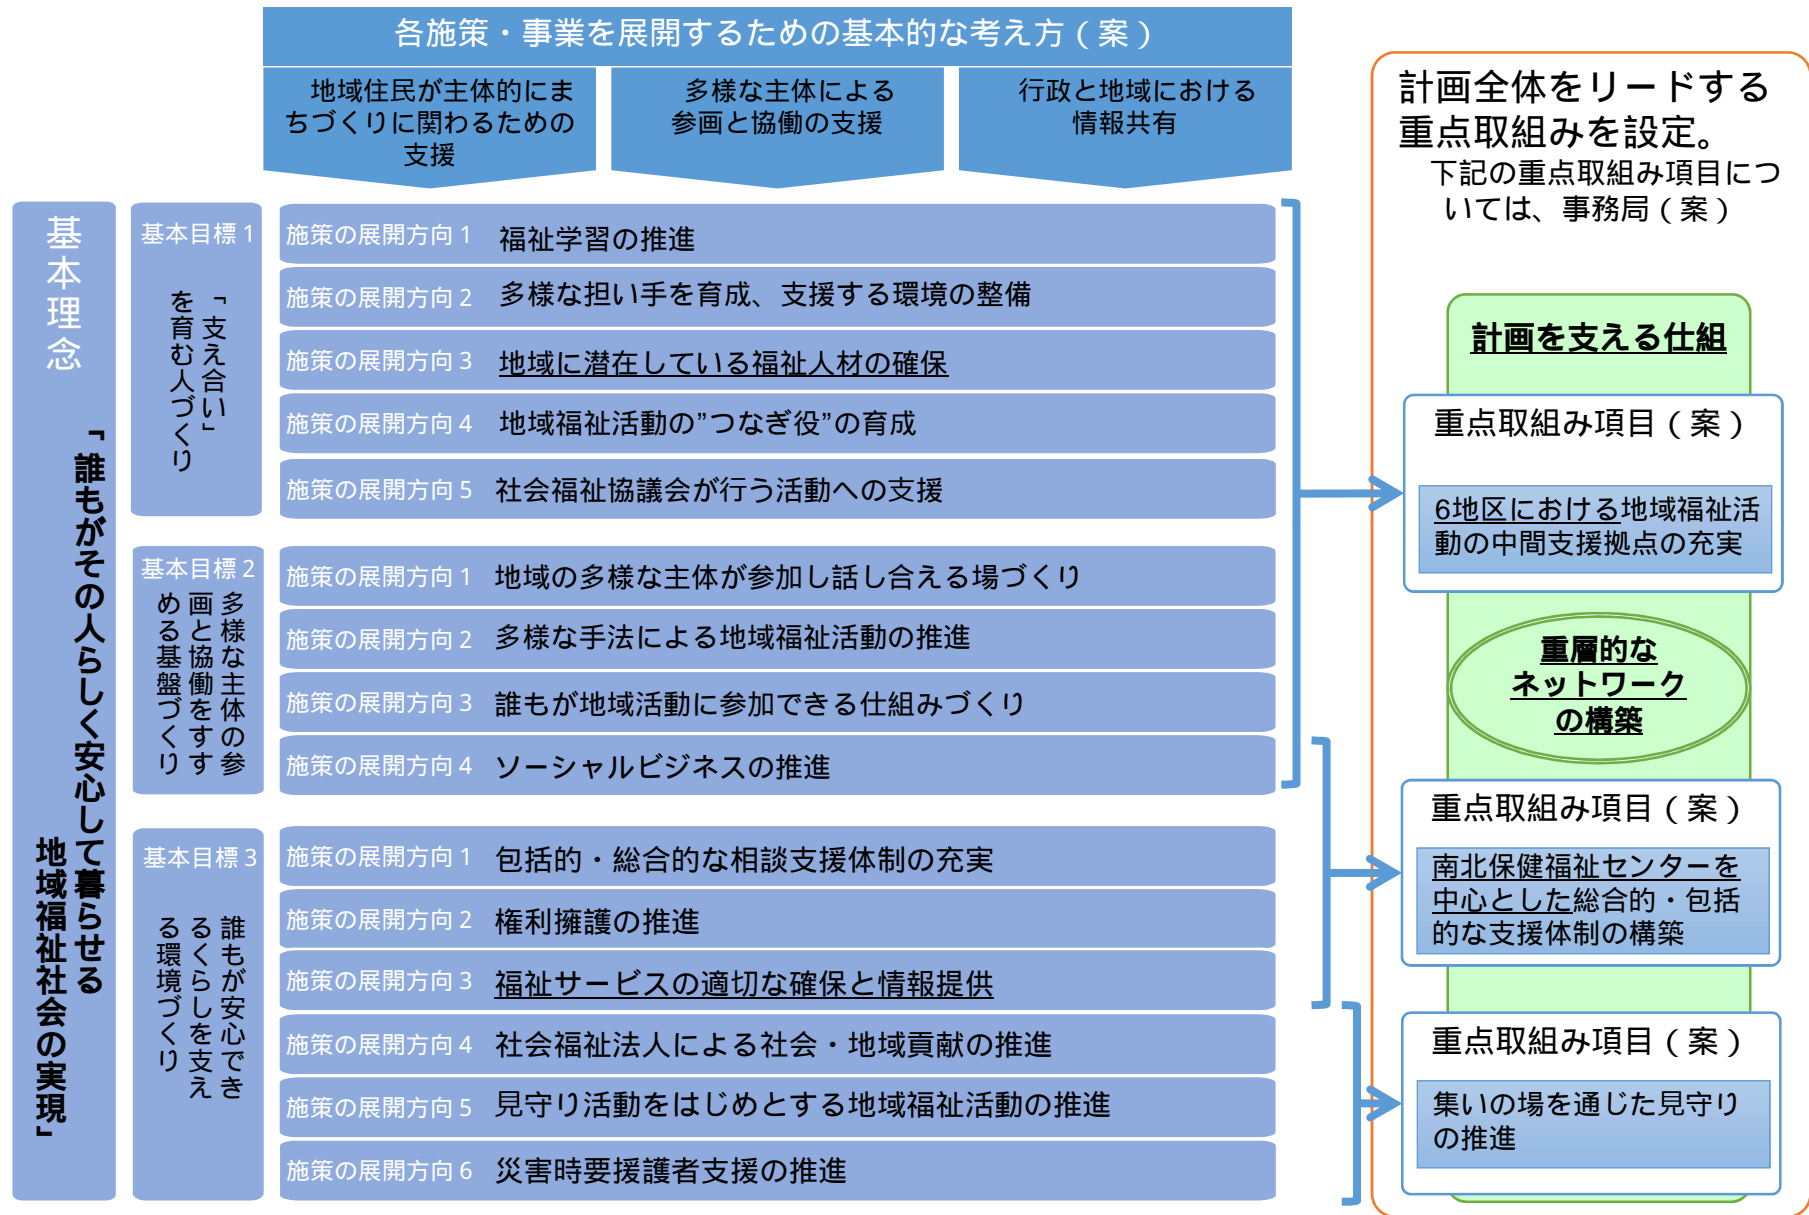 各施策・事業を展開するための基本的な考え方（案）
地域住民が主体的にま
ちづくりに関わるための
支援
多様な主体による
参画と協働の支援
行政と地域における
情報共有
基本理念
「誰もがその人らしく安心して暮らせる
地域福祉社会の実現」
基本目標１
「支え合い」
を育む人づくり
施策の展開方向１ 福祉学習の推進
施策の展開方向２ 多様な担い手を育成、支援する環境の整備
施策の展開方向３ 地域に潜在している福祉人材の確保
施策の展開方向４ 地域福祉活動の”つなぎ役”の育成
施策の展開方向５ 社会福祉協議会が行う活動への支援
基本目標２
多様な主体の参
画と協働をすす
める基盤づくり
施策の展開方向１ 地域の多様な主体が参加し話し合える場づくり
施策の展開方向２ 多様な手法による地域福祉活動の推進
施策の展開方向３ 誰もが地域活動に参加できる仕組みづくり
施策の展開方向４ ソーシャルビジネスの推進
基本目標３
誰もが安心でき
るくらしを支え
る環境づくり
施策の展開方向１ 包括的・総合的な相談支援体制の充実
施策の展開方向２ 権利擁護の推進
施策の展開方向３ 福祉サービスの適切な確保と情報提供
施策の展開方向４ 社会福祉法人による社会・地域貢献の推進
施策の展開方向５ 見守り活動をはじめとする地域福祉活動の推進
施策の展開方向６ 災害時要援護者支援の推進
計画全体をリードする
重点取組みを設定。
下記の重点取組み項目につ
いては、事務局（案）
計画を支える仕組
重点取組み項目（案）
6地区における地域福祉活
動の中間支援拠点の充実
重層的な
ネットワーク
の構築
重点取組み項目（案）
南北保健福祉センターを
中心とした総合的・包括
的な支援体制の構築
重点取組み項目（案）
集いの場を通じた見守り
の推進